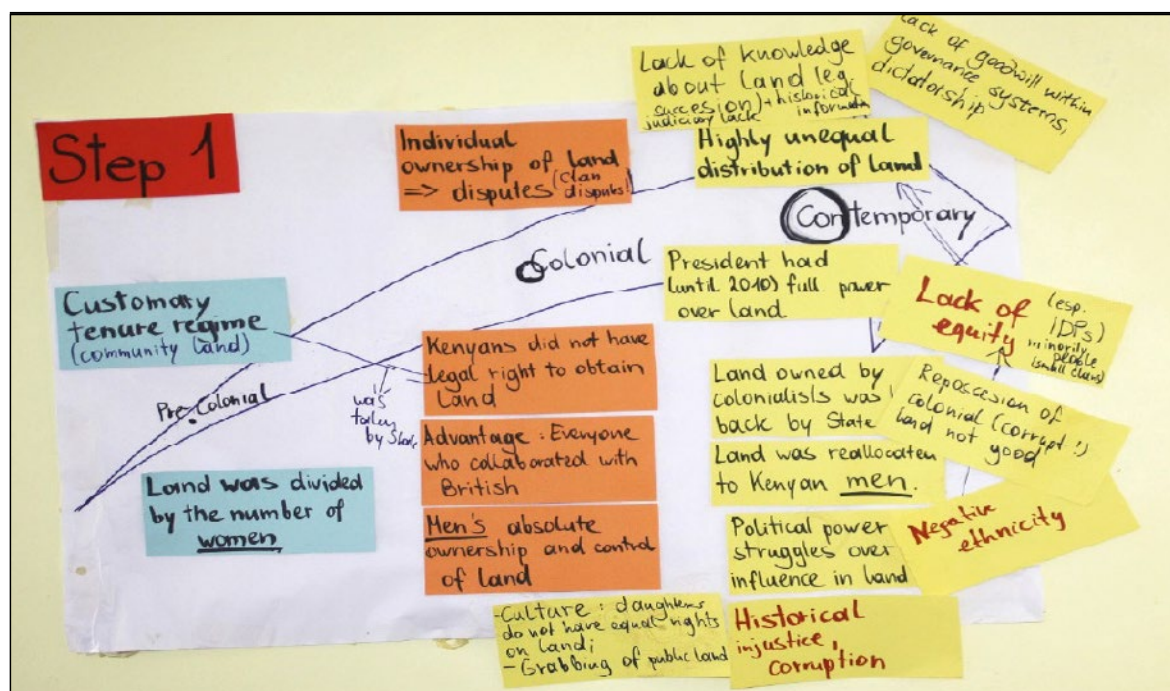 Step 1
Customary
tenure regime
(community land)
Pre Colonial
Land was divided
by the number of
women
Individual
ownership of land
=> disputes (Clan
disputes!)
Colonial
was
by
Kenyans did not have
legal right to obtain
Land
Advantage: Everyone
who collaborated with
British
Men's absolute
ownership and control
of land
Lack of knowledge
about land (e.g.
succesion) + historical
judiciary lack information
Lack of goodwill within
governance systems,
dictatorship
Highly unequal
distribution of land
Contemporary
President had
(until 2010) full power
over land
Lack of
equity
(esp.
IDPs)
minority
people
(small clans)
Land owned by
colonialists was
back by State
Reposession of
colonial (corrupt!)
land not good
Land was reallocated
to Kenyan men.
Negative
ethnicity
Political power
struggles over
influence in land
-Culture: daughters
do not have equal rights
on land;
- Grabbing of public land
Historical
injustice,
corruption